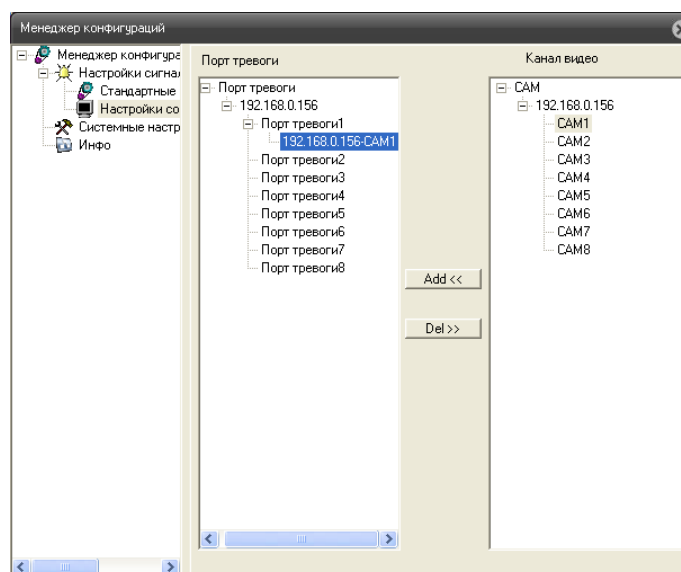 Менеджер конфигураций
Менеджер конфигура
Настройки сигнал
Стандартные
Настройки со
Системные настр
Инфо
Порт тревоги
Порт тревоги
192.168.0.156
Порт тревоги1
192.168.0.156-CAM1
Порт тревоги2
Порт тревоги3
Порт тревоги4
Порт тревоги5
Порт тревоги6
Порт тревоги7
Порт тревоги8
Add <<
Del >>
Канал видео
CAM
192.168.0.156
CAM1
CAM2
CAM3
CAM4
CAM5
CAM6
CAM7
CAM8